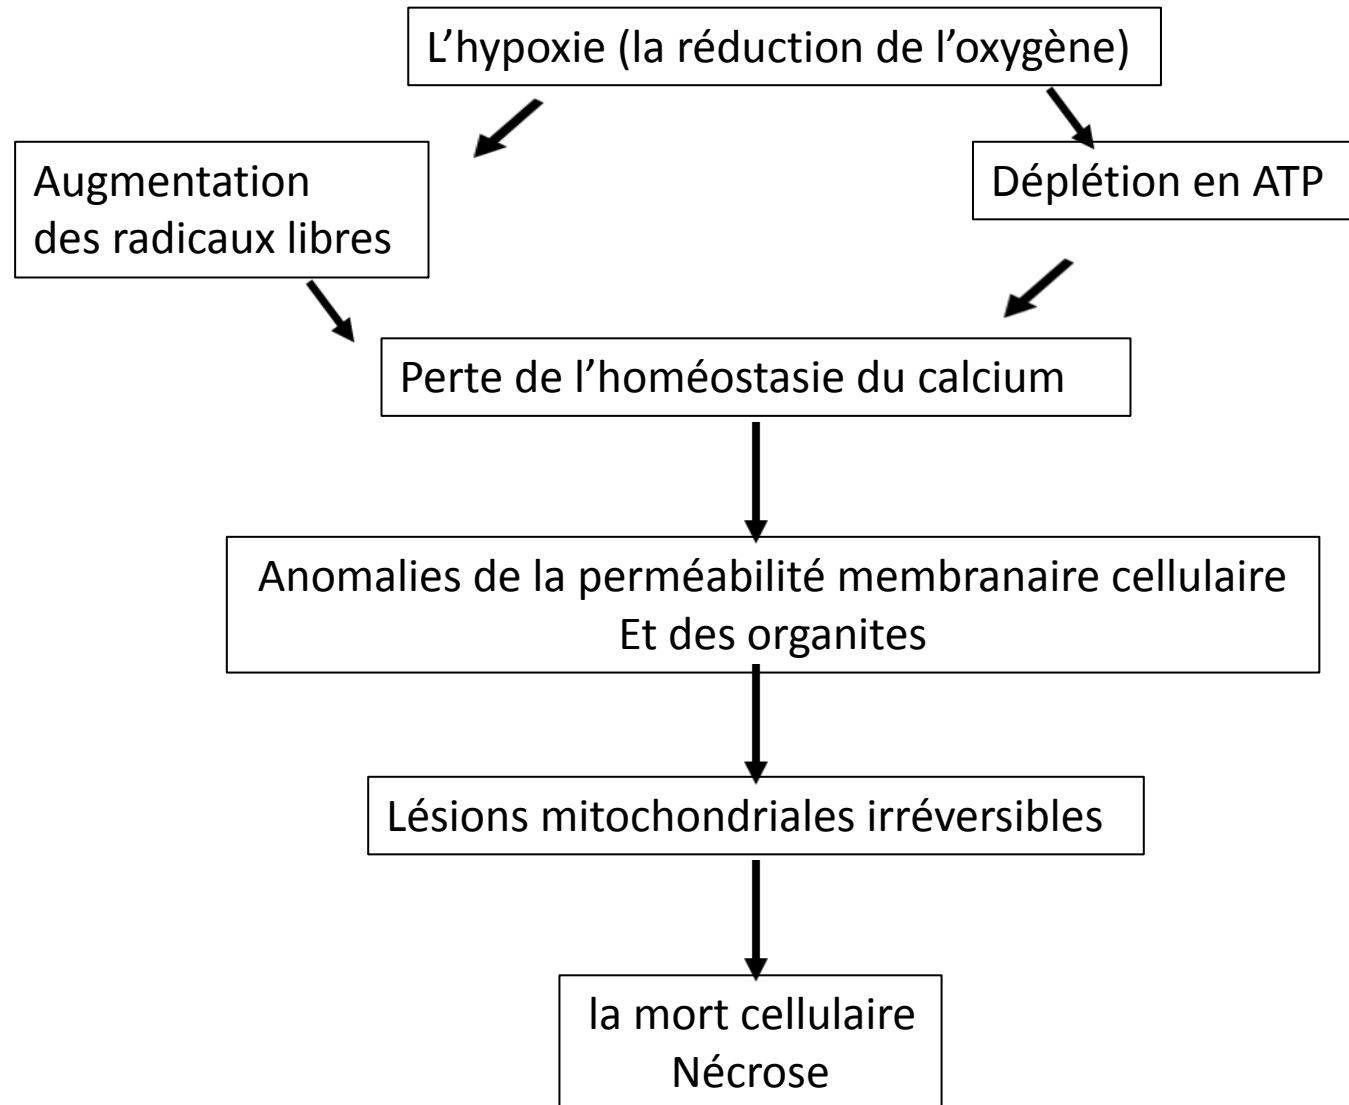 L’hypoxie (la réduction de l’oxygène)
Augmentation
des radicaux libres
Déplétion en ATP
Perte de l’homéostasie du calcium
Anomalies de la perméabilité membranaire cellulaire
Et des organites
Lésions mitochondriales irréversibles
la mort cellulaire
Nécrose